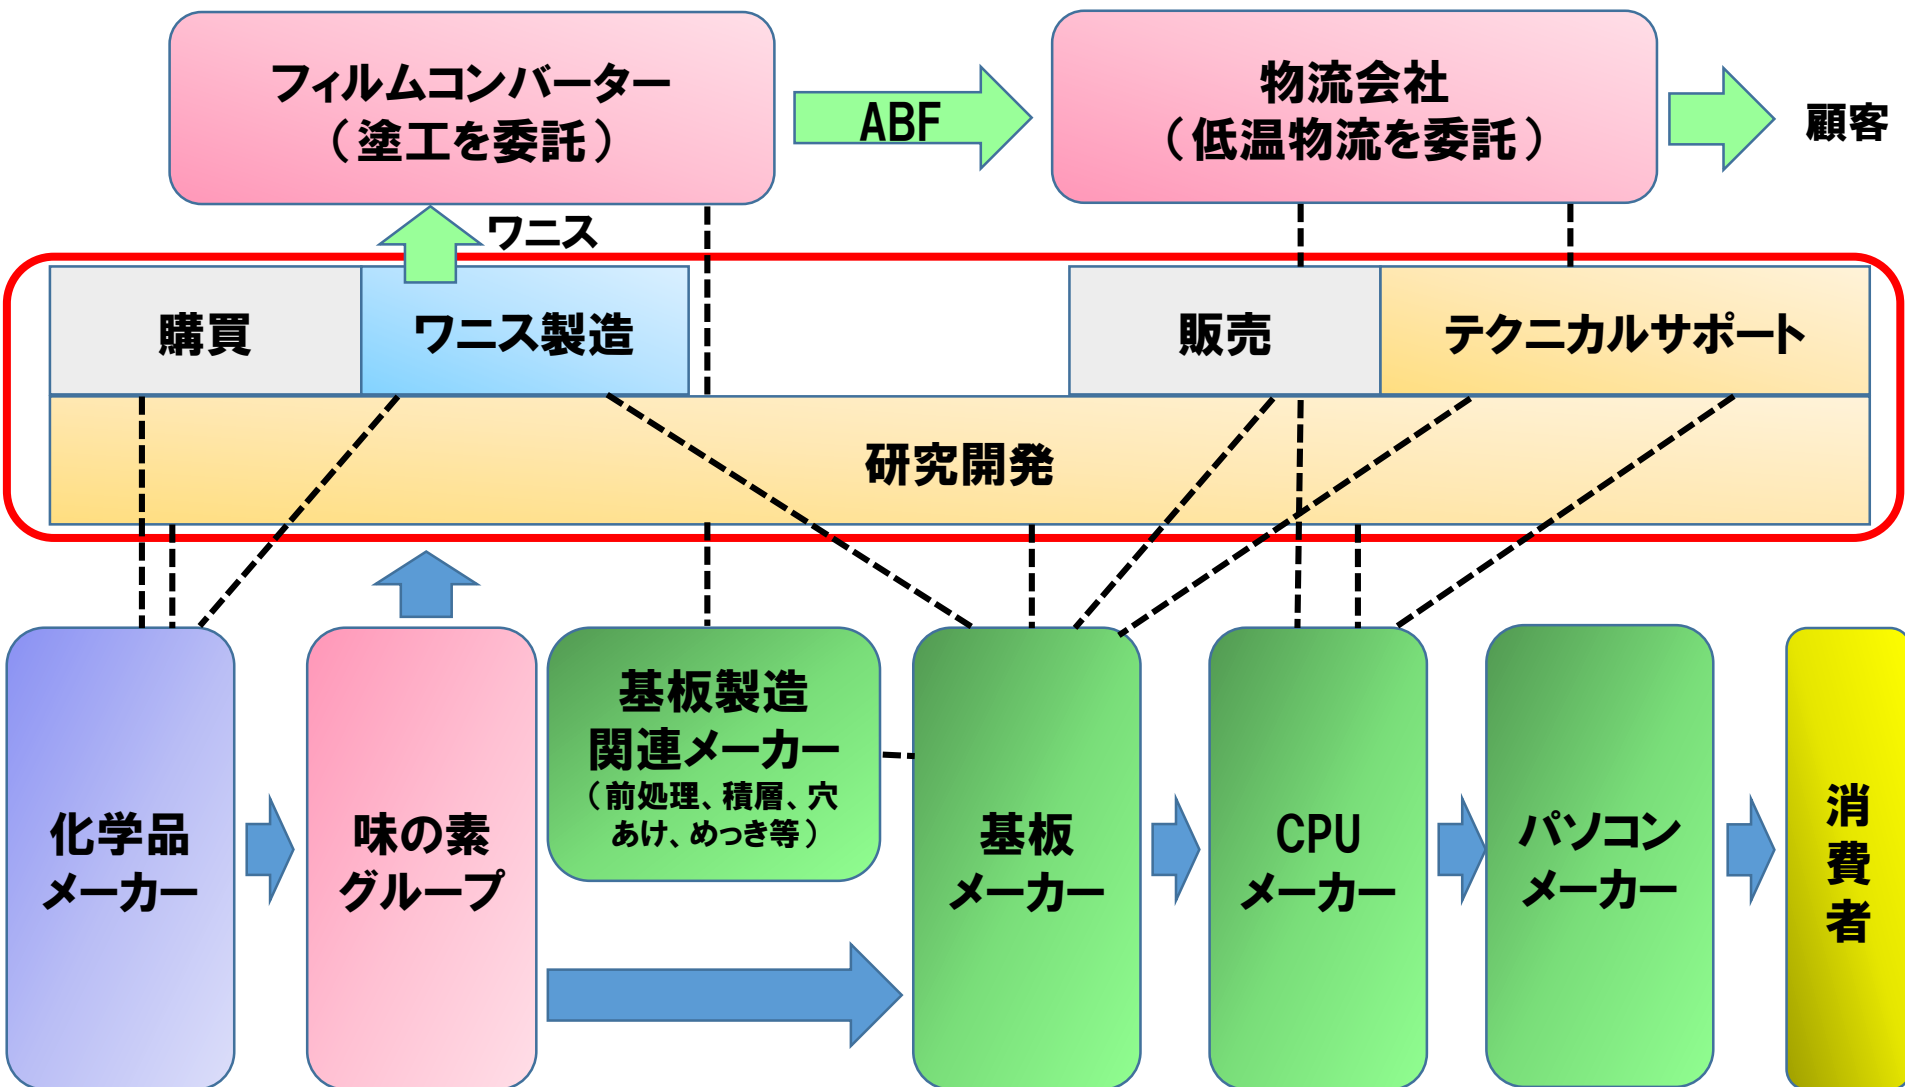 フィルムコンバーター
（塗工を委託）
ABF
物流会社
（低温物流を委託）
顧客
ワニス
購買
ワニス製造
販売
テクニカルサポート
研究開発
化学品
メーカー
味の素
グループ
基板製造
関連メーカー
（前処理、積層、穴
あけ、めっき等）
基板
メーカー
CPU
メーカー
パソコン
メーカー
消
費
者